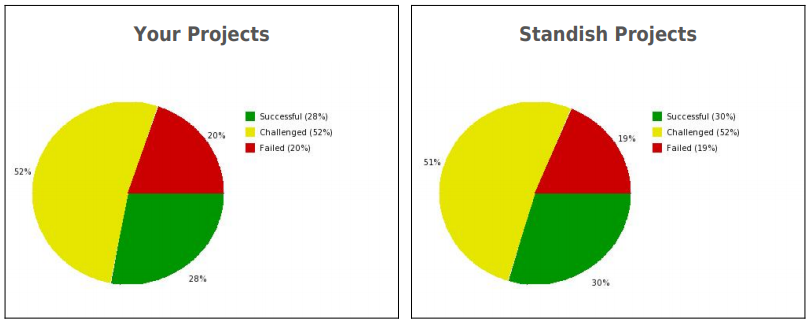 Your Projects
Successful (28%)
Challenged (52%)
Failed (20%)
20%
52%
28%
Standish Projects
Successful (30%)
Challenged (52%)
Failed (19%)
19%
51%
30%